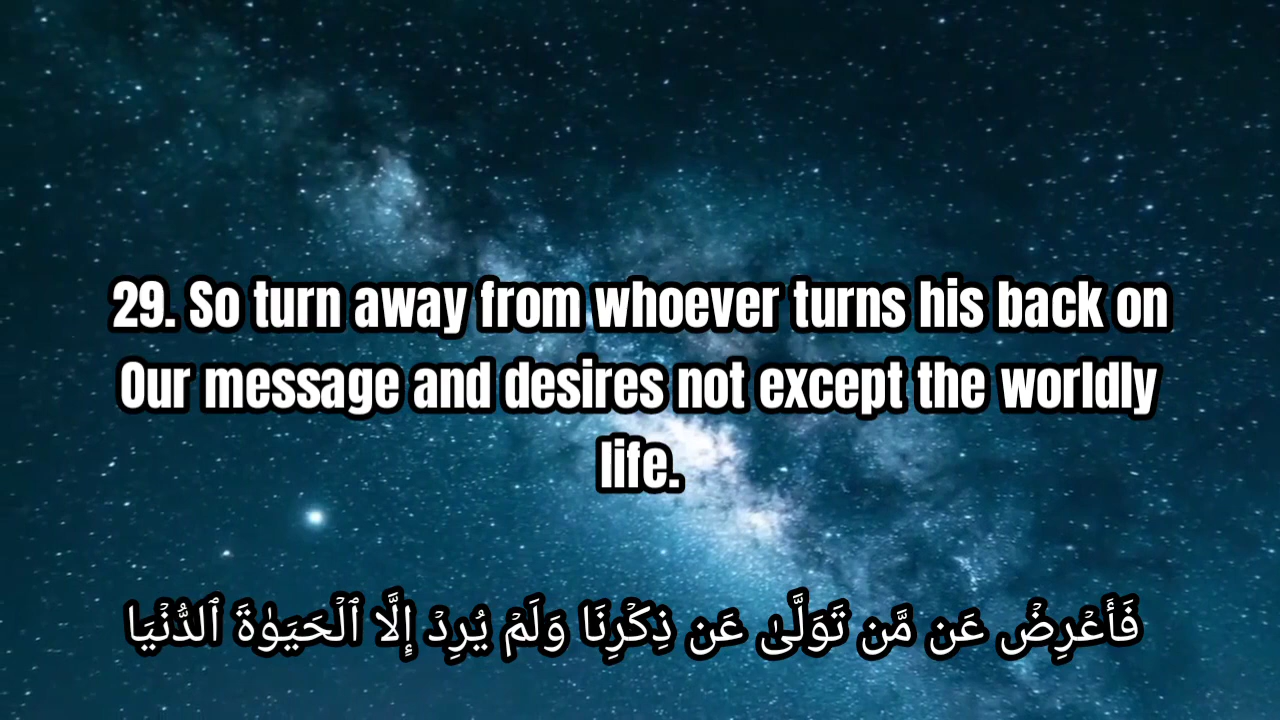 29. So turn away from whoever turns his back on
Our message and desires not except the worldly
life.
فَأَعْرِضْ عَن مَّن تَوَلَّىٰ عَن ذِكْرِنَا وَلَمْ يُرِدْ إِلَّا ٱلْحَيَوٰةَ ٱلدُّنْيَا